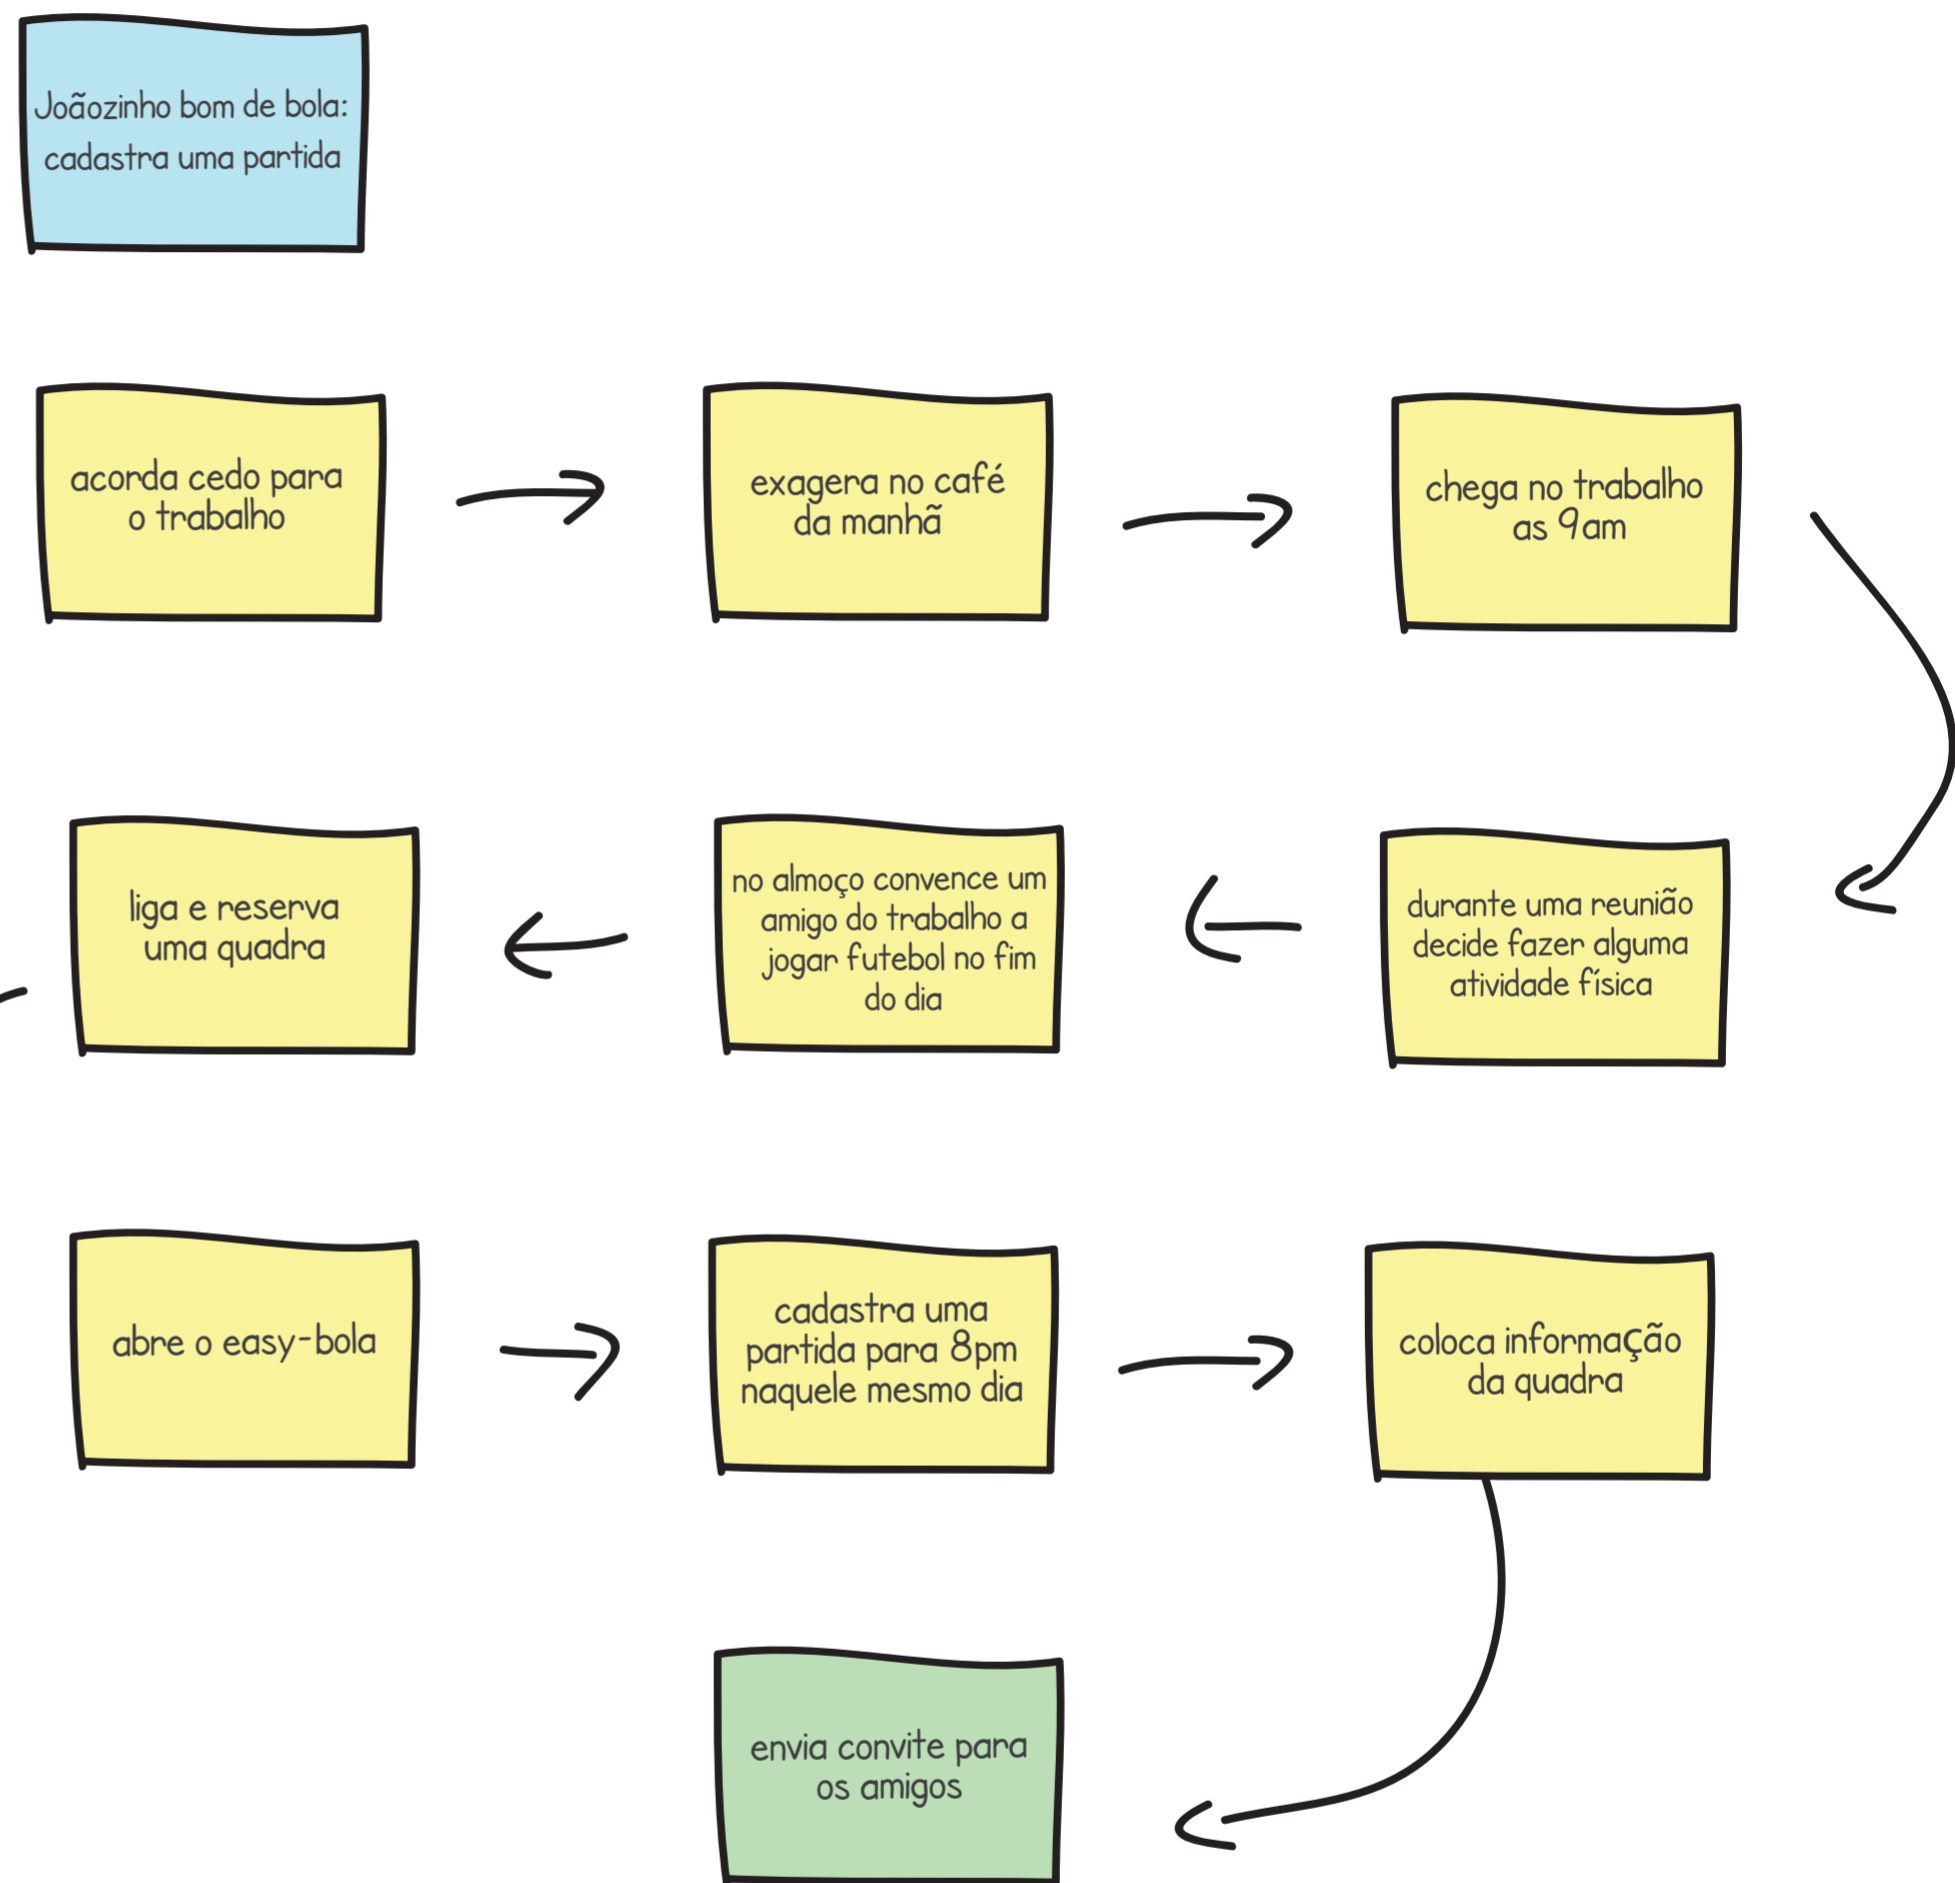 Joãozinho bom de bola:
cadastra uma partida
acorda cedo para
o trabalho
exagera no café
da manhã
chega no trabalho
as 9am
durante uma reunião
decide fazer alguma
atividade física
no almoço convence um
amigo do trabalho a
jogar futebol no fim
do dia
liga e reserva
uma quadra
abre o easy-bola
cadastra uma
partida para 8pm
naquele mesmo dia
coloca informação
da quadra
envia convite para
os amigos